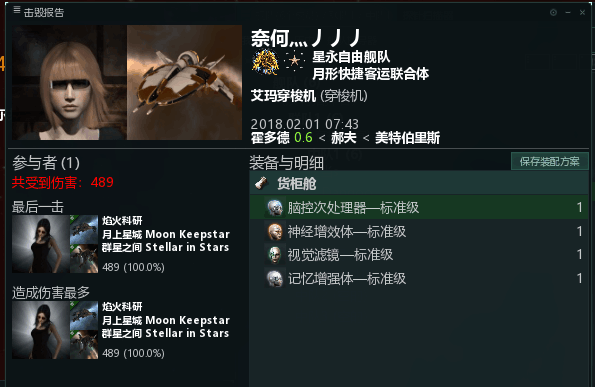 击毁报告
奈何灬丿丿丿
星永自由舰队
月形快捷客运联合体
艾玛穿梭机 (穿梭机)
2018.02.01 07:43
霍多德 0.6 < 郝夫 < 美特伯里斯
参与者 (1)
共受到伤害: 489
最后一击
焰火科研
月上星城 Moon Keepstar
群星之间 Stellar in Stars
489 (100.0%)
造成伤害最多
焰火科研
月上星城 Moon Keepstar
群星之间 Stellar in Stars
489 (100.0%)
装备与明细
保存装配方案
货柜舱
脑控次处理器—标准级 1
神经增效体—标准级 1
视觉滤镜—标准级 1
记忆增强体—标准级 1